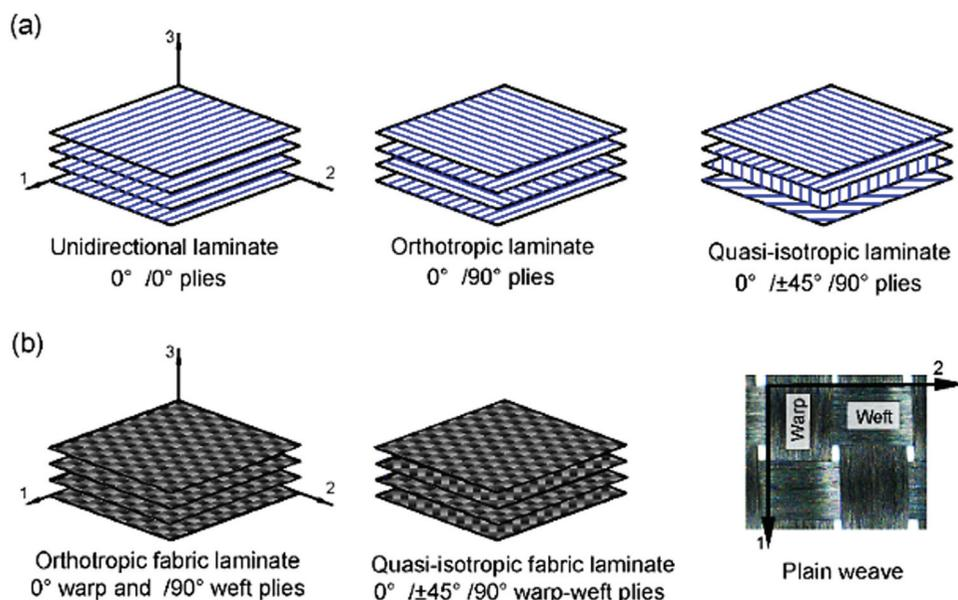 (a)
3
1
2
Unidirectional laminate
0° /0° plies
Orthotropic laminate
0° /90° plies
Quasi-isotropic laminate
0° /±45° /90° plies
(b)
3
1
2
Orthotropic fabric laminate
0° warp and /90° weft plies
Quasi-isotropic fabric laminate
0° /±45° /90° warp-weft plies
2
Warp
Weft
1
Plain weave